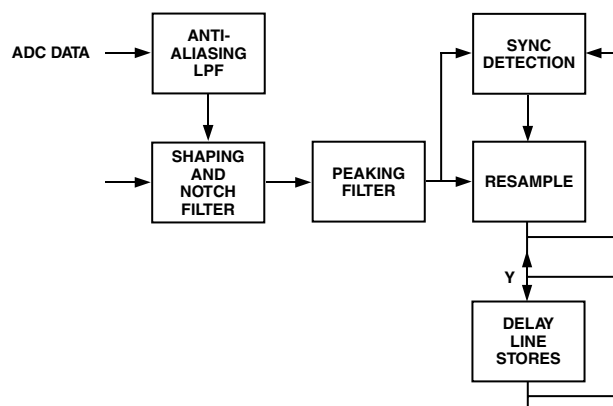 ADC DATA
ANTI-
ALIASING
LPF
SYNC
DETECTION
SHAPING
AND
NOTCH
FILTER
PEAKING
FILTER
RESAMPLE
Y
DELAY
LINE
STORES